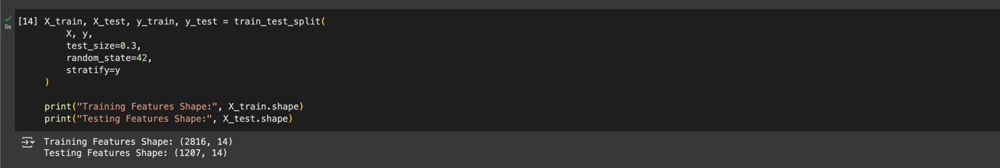 [14] X_train, X_test, y_train, y_test = train_test_split(
X, y,
test_size=0.3,
random_state=42,
stratify=y
)
print("Training Features Shape:", X_train.shape)
print("Testing Features Shape:", X_test.shape)
0s
Training Features Shape: (2816, 14)
Testing Features Shape: (1207, 14)